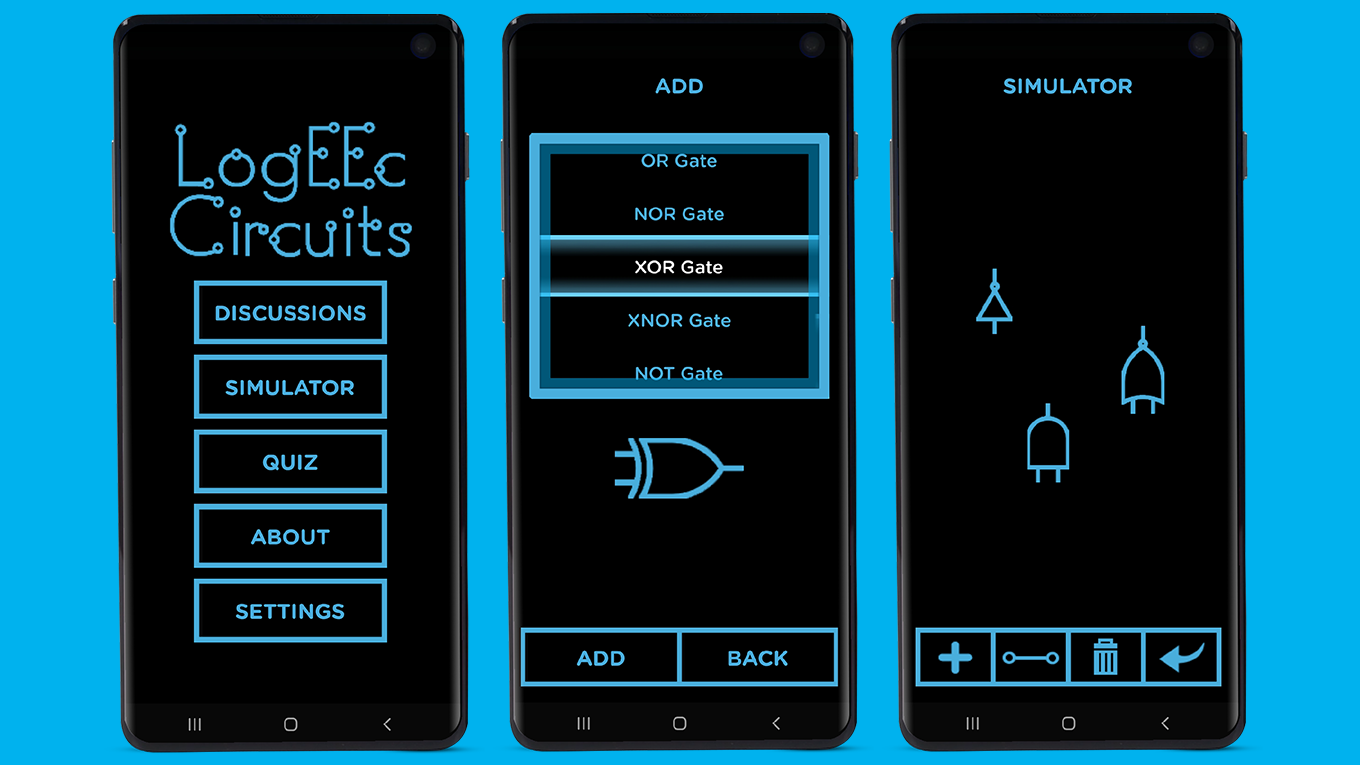 LogEEc
Circuits
DISCUSSIONS
SIMULATOR
QUIZ
ABOUT
SETTINGS
ADD
OR Gate
NOR Gate
XOR Gate
XNOR Gate
NOT Gate
ADD
BACK
SIMULATOR